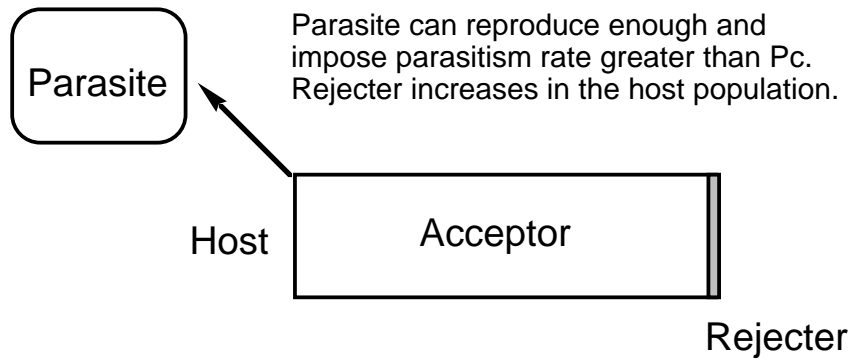 Parasite can reproduce enough and
impose parasitism rate greater than Pc.
Rejecter increases in the host population.
Parasite
Host
Acceptor
Rejecter